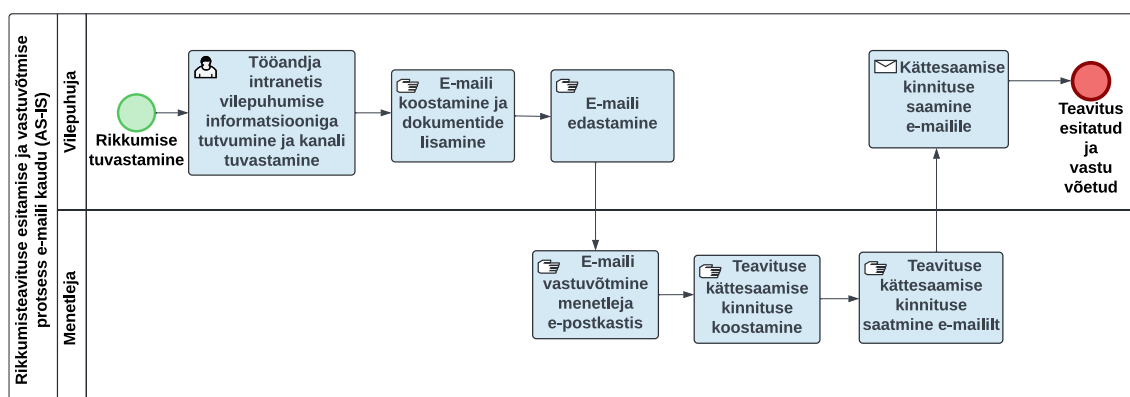 Rikkumisteavituse esitamise ja vastuvõtmise
protsess e-maili kaudu (AS-IS)
Vilepuhuja
Rikkumise
tuvastamine
Tööandja
intranetis
vilepuhumise
informatsiooniga
tutvumine ja kanali
tuvastamine
E-maili
koostamine ja
dokumentide
lisamine
E-maili
edastamine
Kättesaamise
kinnituse
saamine
e-mailile
Teavitus
esitatud
ja
vastu
võetud
Menetleja
E-maili
vastuvõtmine
menetleja
e-postkastis
Teavituse
kättesaamise
kinnituse
koostamine
Teavituse
kättesaamise
kinnituse
saatmine e-maililt